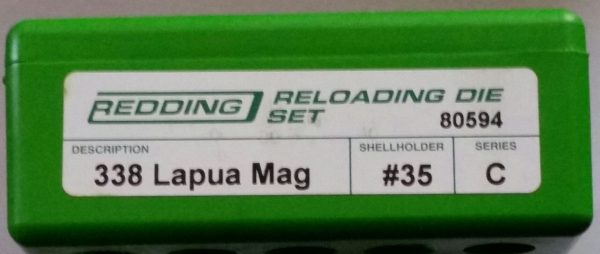 REDDING RELOADING DIE
SET 80594
DESCRIPTION SHELLHOLDER SERIES
338 Lapua Mag #35 C